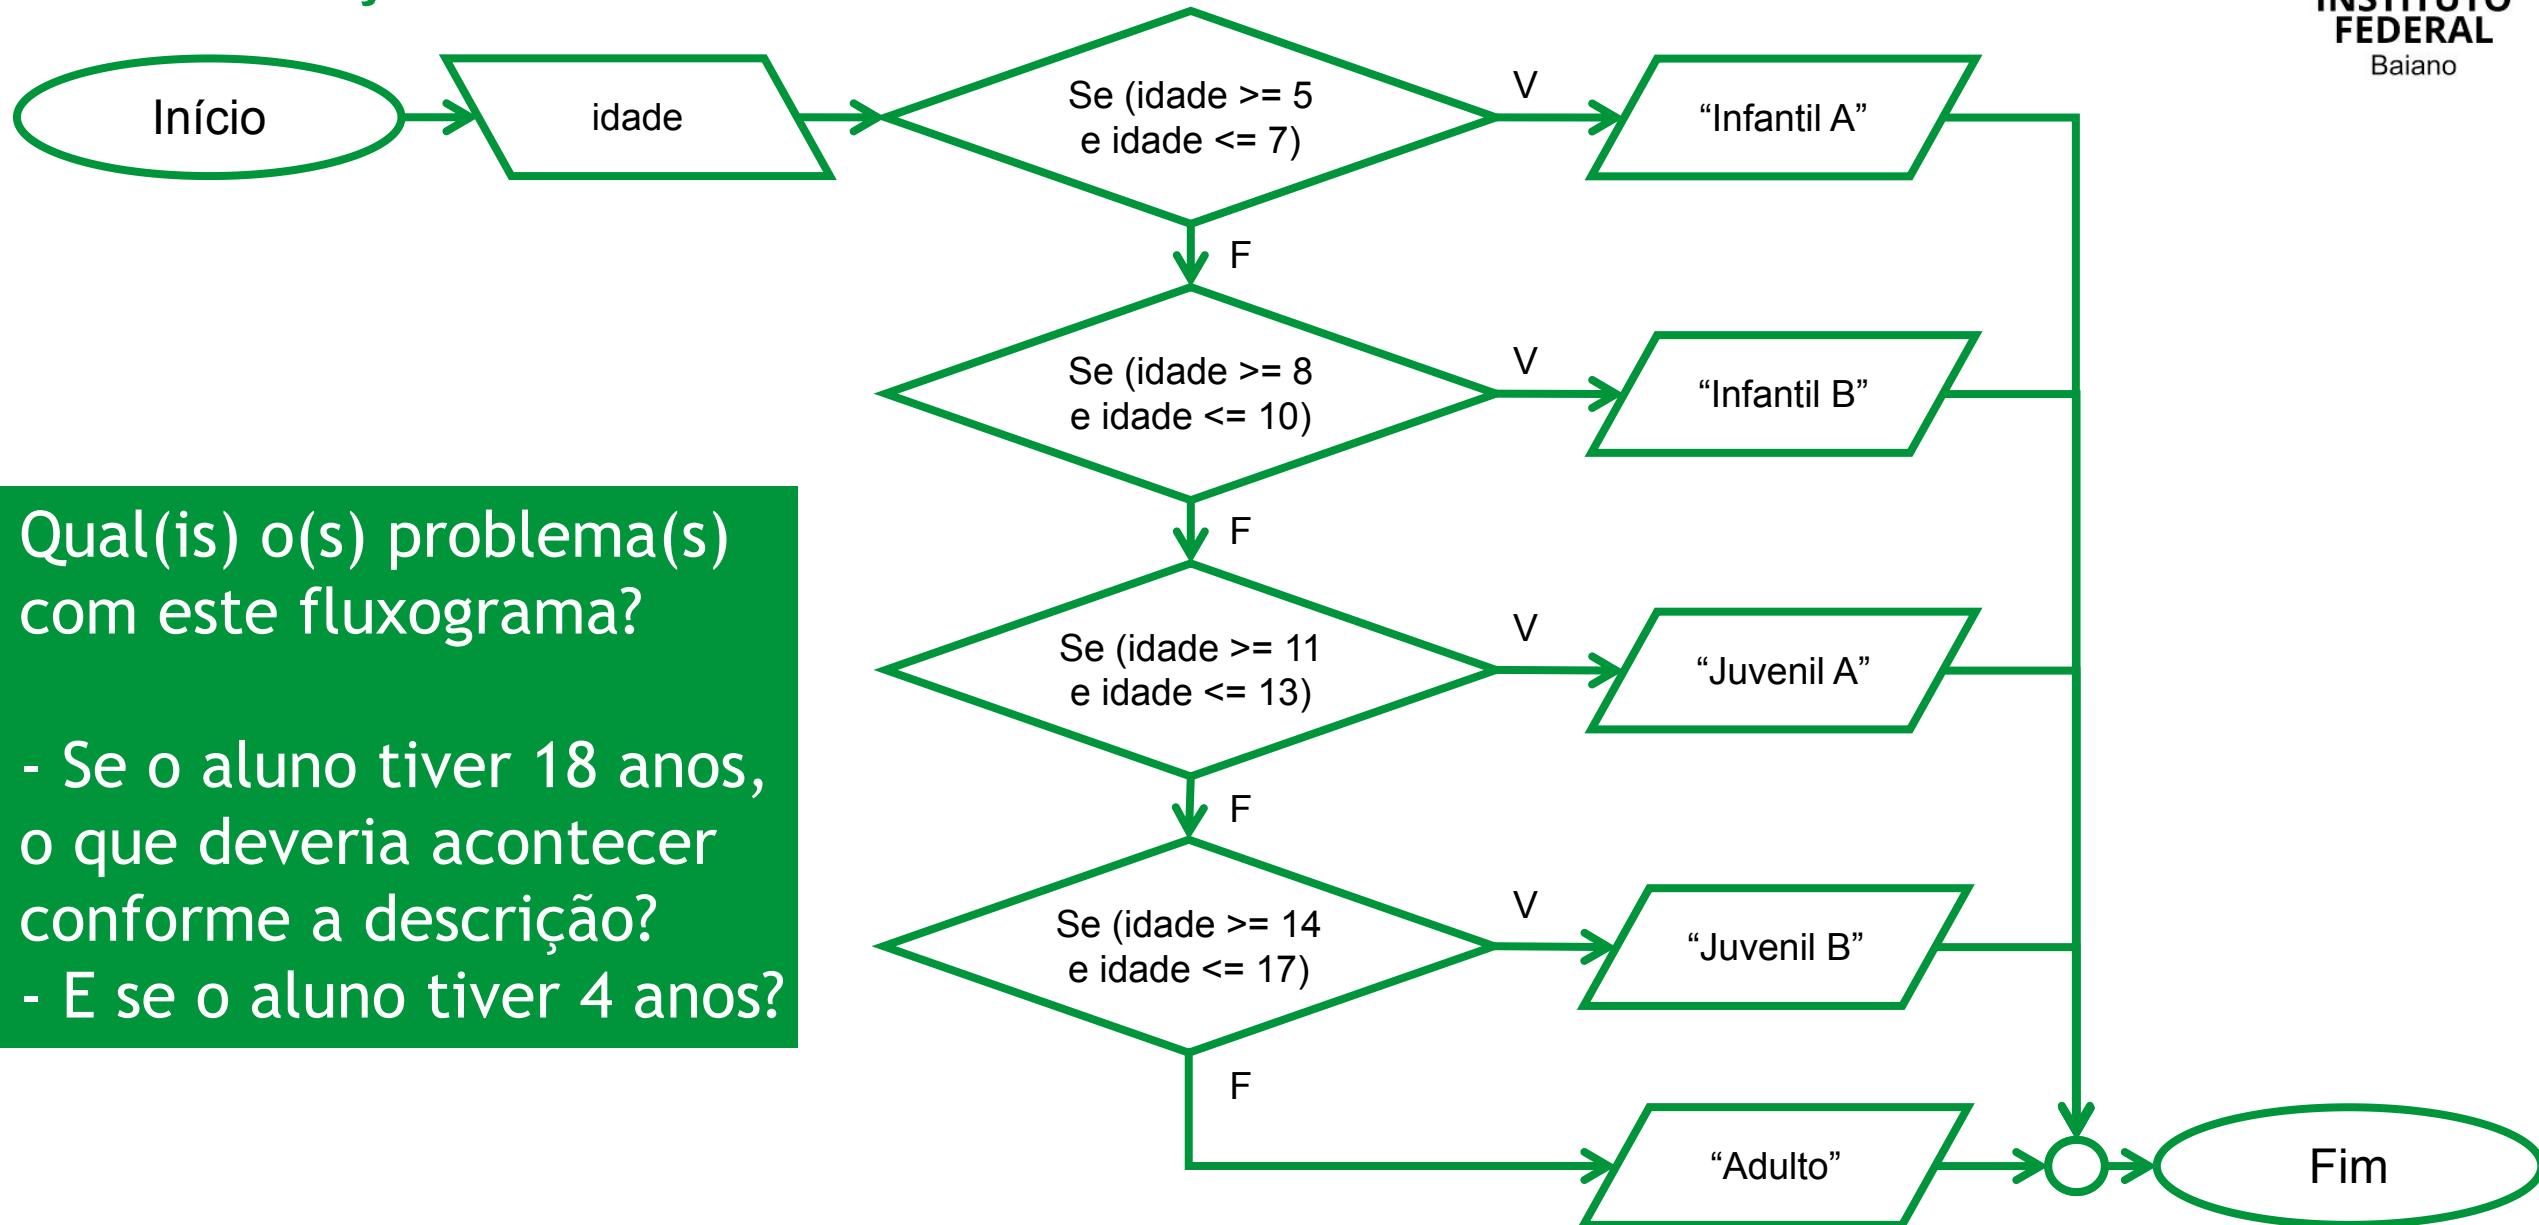 INSTITUTO
FEDERAL
Baiano
Início
idade
Se (idade >= 5
e idade <= 7)
V
“Infantil A”
F
Se (idade >= 8
e idade <= 10)
V
“Infantil B”
F
Qual(is) o(s) problema(s)
com este fluxograma?
- Se o aluno tiver 18 anos,
o que deveria acontecer
conforme a descrição?
- E se o aluno tiver 4 anos?
Se (idade >= 11
e idade <= 13)
V
“Juvenil A”
F
Se (idade >= 14
e idade <= 17)
V
“Juvenil B”
F
“Adulto”
Fim